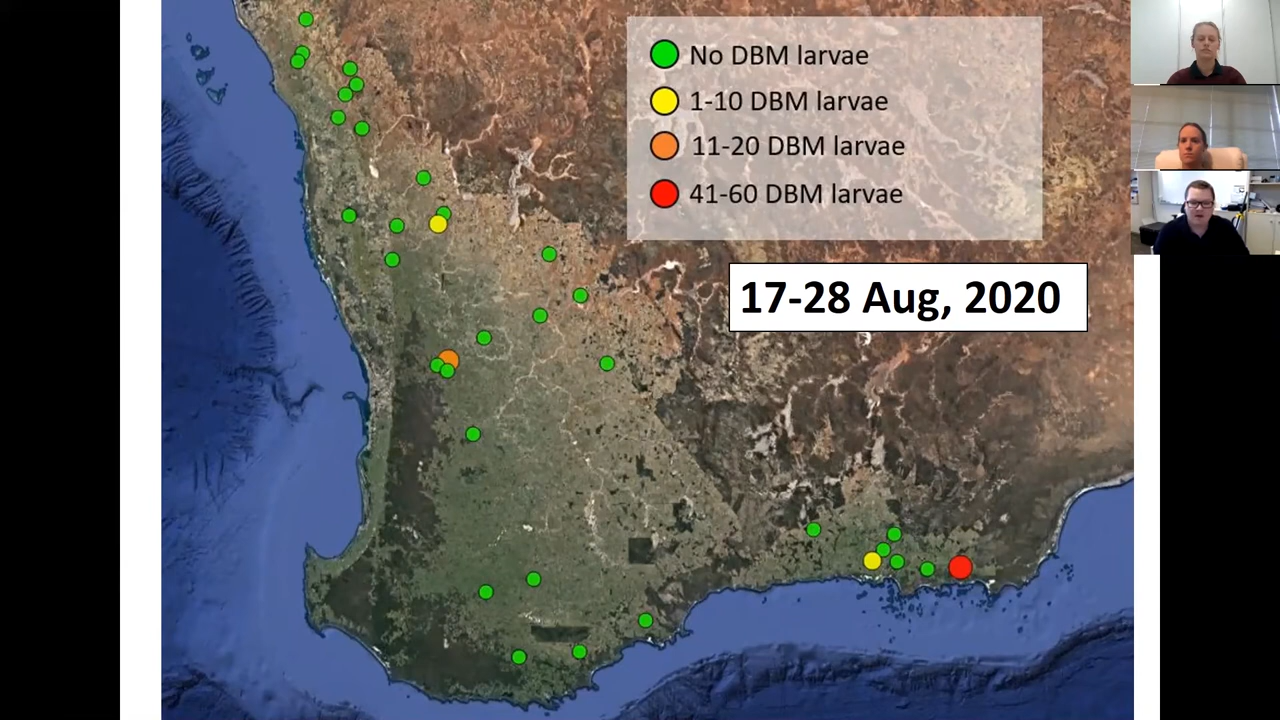 No DBM larvae
1-10 DBM larvae
11-20 DBM larvae
41-60 DBM larvae
17-28 Aug, 2020